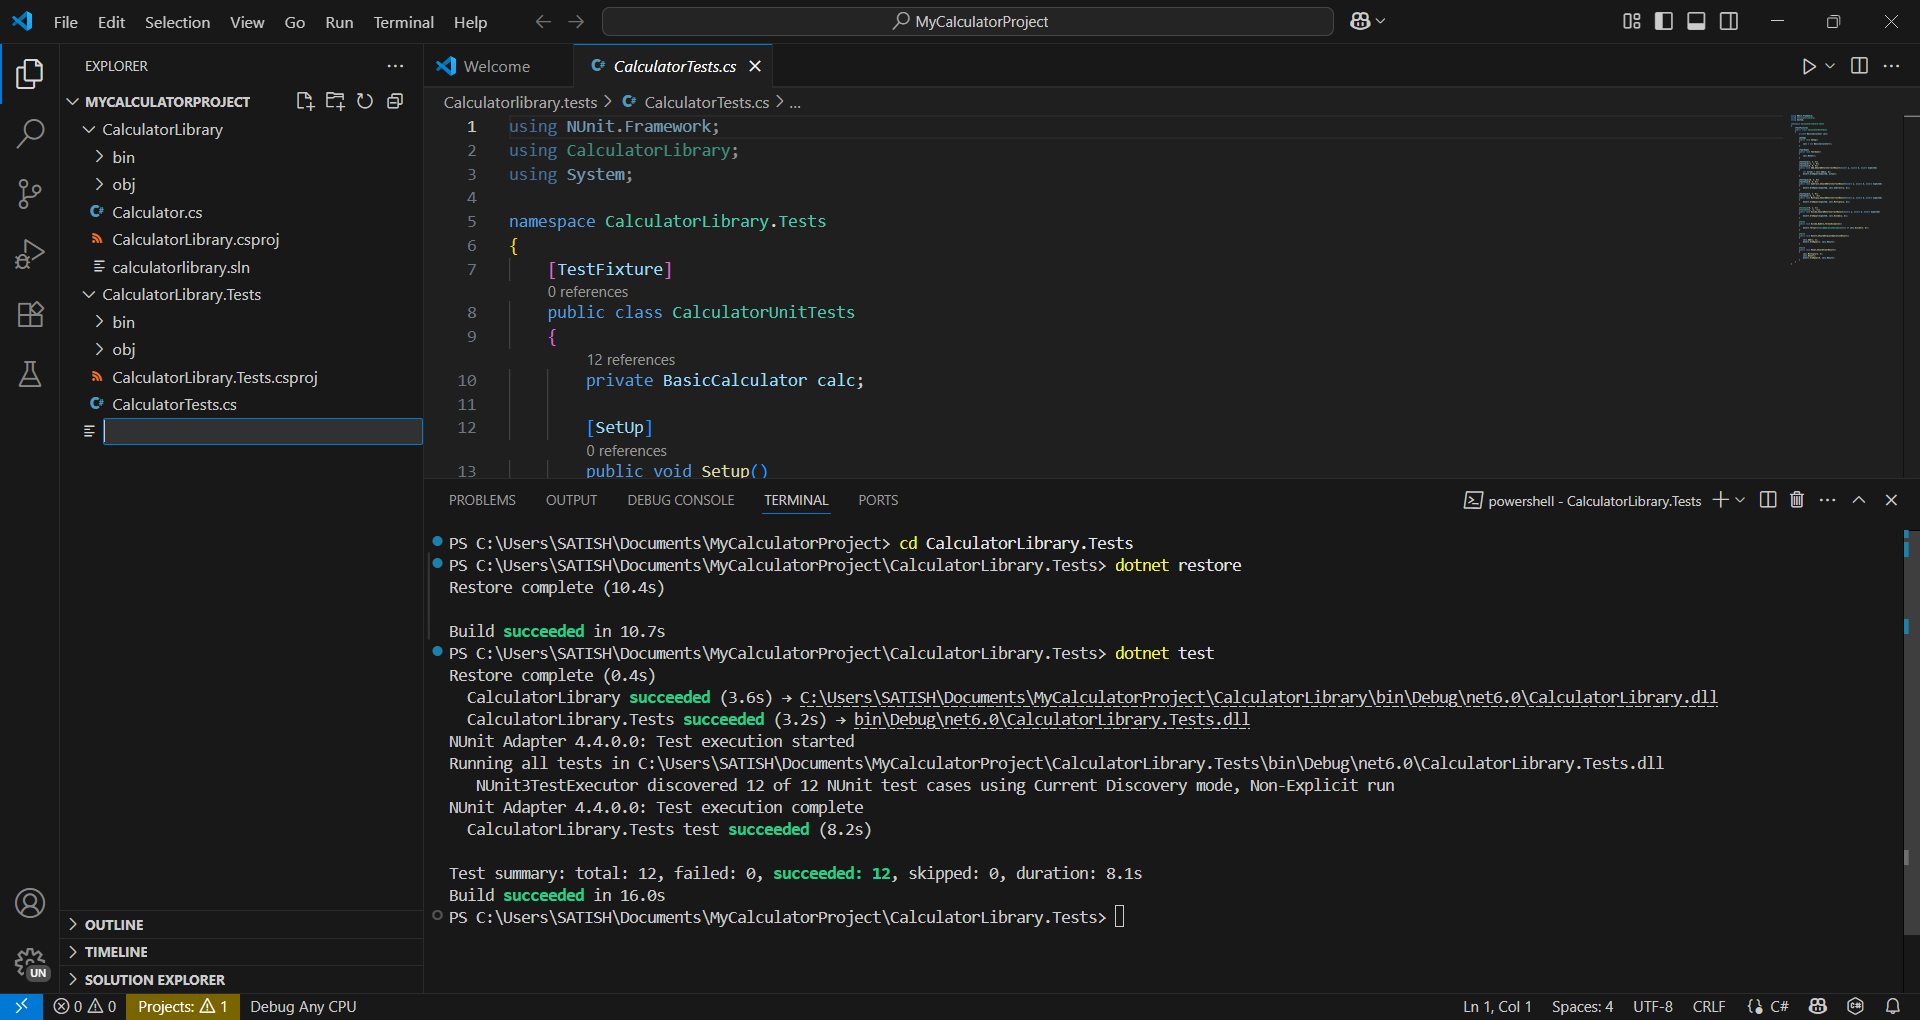 File Edit Selection View Go Run Terminal Help
MyCalculatorProject
EXPLORER
MYCALCULATORPROJECT
CalculatorLibrary
bin
obj
C# Calculator.cs
CalculatorLibrary.csproj
calculatorlibrary.sln
CalculatorLibrary.Tests
bin
obj
CalculatorLibrary.Tests.csproj
C# CalculatorTests.cs
OUTLINE
TIMELINE
SOLUTION EXPLORER
UN
Welcome
C# CalculatorTests.cs
Calculatorlibrary.tests > C# CalculatorTests.cs > ...
1 using NUnit.Framework;
2 using CalculatorLibrary;
3 using System;
4
5 namespace CalculatorLibrary.Tests
6 {
7 [TestFixture]
0 references
8 public class CalculatorUnitTests
9 {
12 references
10 private BasicCalculator calc;
11
12 [SetUp]
0 references
13 public void Setup()
PROBLEMS OUTPUT DEBUG CONSOLE TERMINAL PORTS
powershell - CalculatorLibrary.Tests
PS C:\Users\SATISH\Documents\MyCalculatorProject> cd CalculatorLibrary.Tests
PS C:\Users\SATISH\Documents\MyCalculatorProject\CalculatorLibrary.Tests> dotnet restore
Restore complete (10.4s)
Build succeeded in 10.7s
PS C:\Users\SATISH\Documents\MyCalculatorProject\CalculatorLibrary.Tests> dotnet test
Restore complete (0.4s)
CalculatorLibrary succeeded (3.6s) → C:\Users\SATISH\Documents\MyCalculatorProject\CalculatorLibrary\bin\Debug\net6.0\CalculatorLibrary.dll
CalculatorLibrary.Tests succeeded (3.2s) → bin\Debug\net6.0\CalculatorLibrary.Tests.dll
NUnit Adapter 4.4.0.0: Test execution started
Running all tests in C:\Users\SATISH\Documents\MyCalculatorProject\CalculatorLibrary.Tests\bin\Debug\net6.0\CalculatorLibrary.Tests.dll
NUnit3TestExecutor discovered 12 of 12 NUnit test cases using Current Discovery mode, Non-Explicit run
NUnit Adapter 4.4.0.0: Test execution complete
CalculatorLibrary.Tests test succeeded (8.2s)
Test summary: total: 12, failed: 0, succeeded: 12, skipped: 0, duration: 8.1s
Build succeeded in 16.0s
PS C:\Users\SATISH\Documents\MyCalculatorProject\CalculatorLibrary.Tests>
0 0 Projects: 1 Debug Any CPU
Ln 1, Col 1 Spaces: 4 UTF-8 CRLF C#